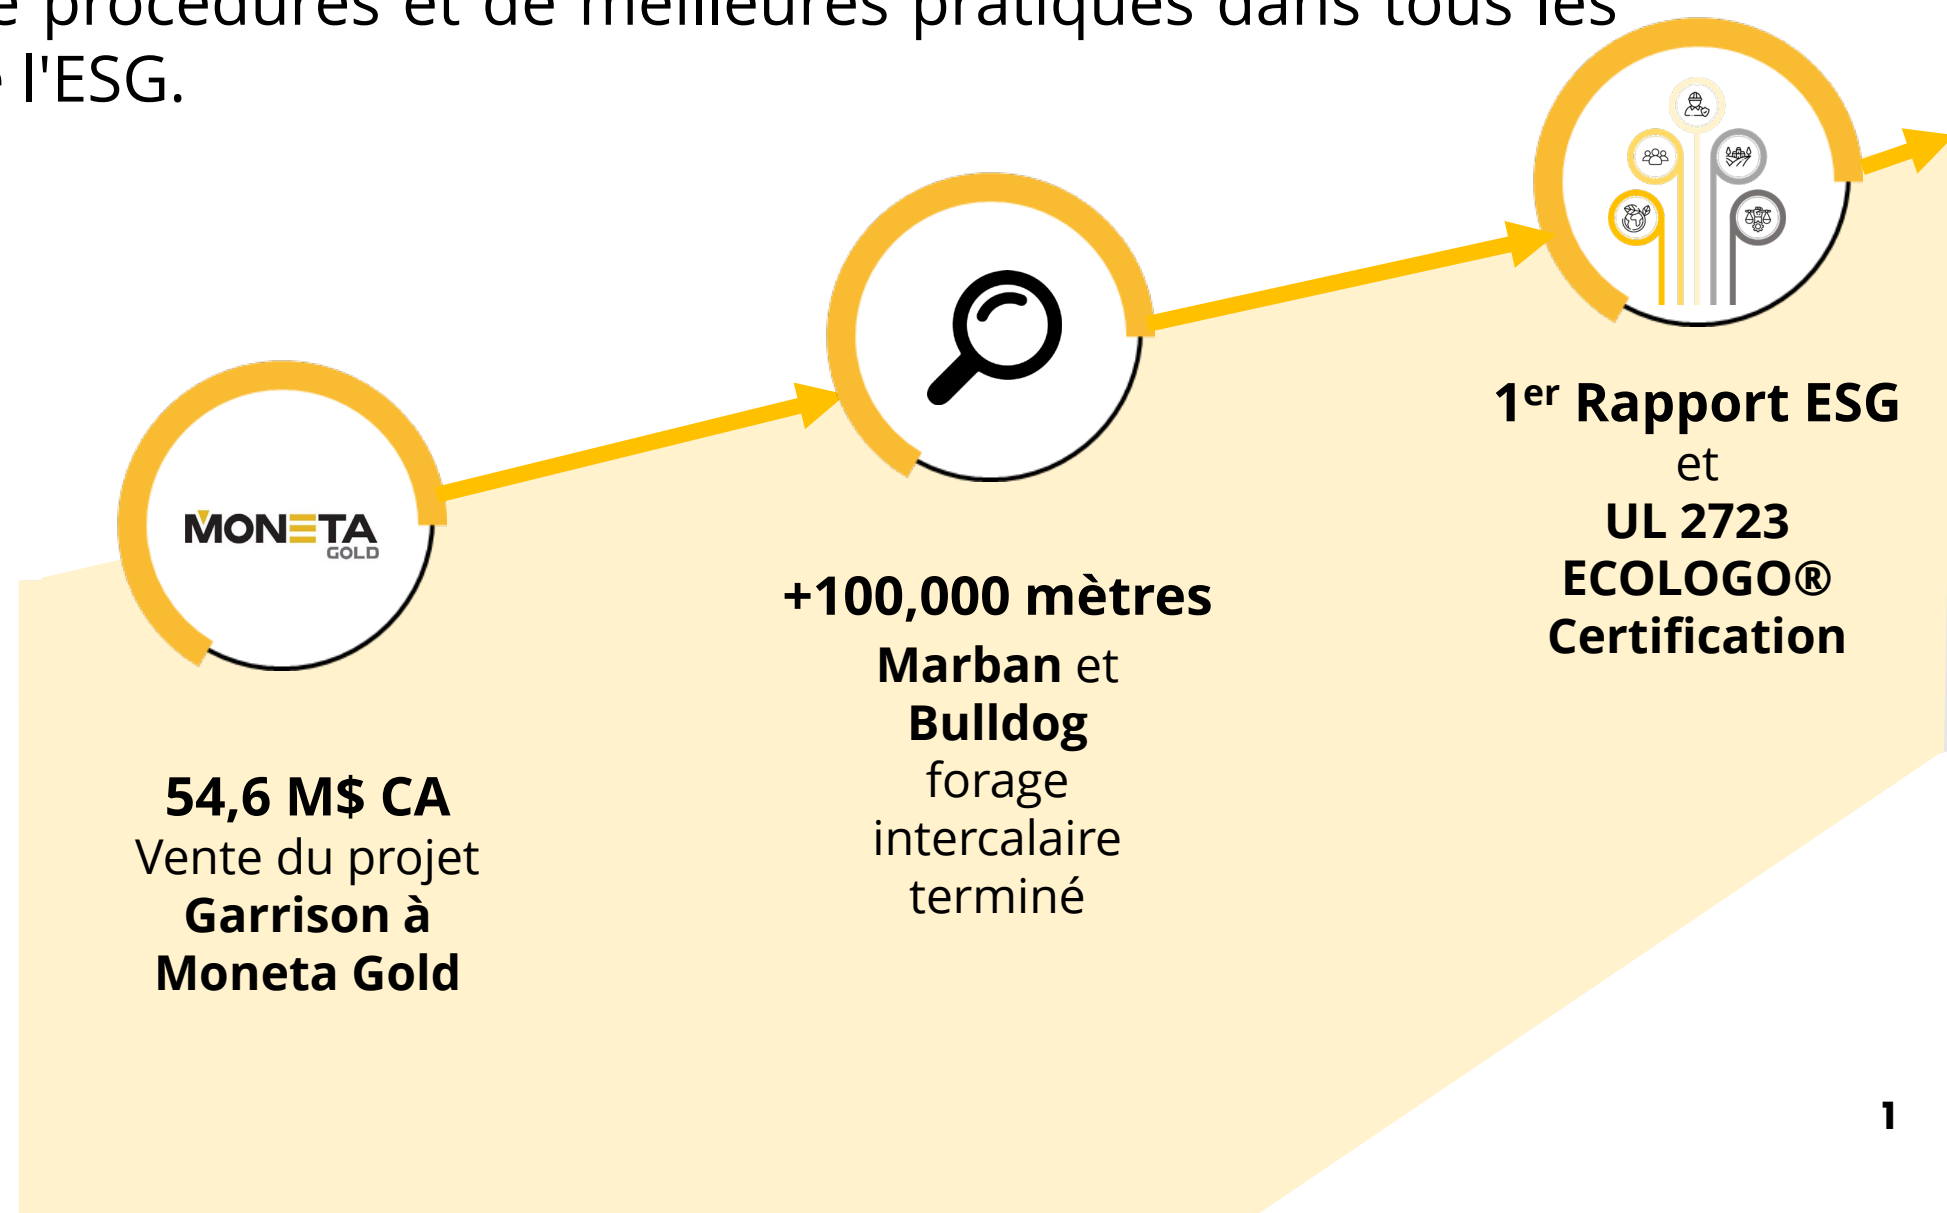 procédures et de meilleures pratiques dans tous les
l'ESG.
MONETA
GOLD
54,6 M$ CA
Vente du projet
Garrison à
Moneta Gold
+100,000 mètres
Marban et
Bulldog
forage
intercalaire
terminé
1er Rapport ESG
et
UL 2723
ECOLOGO®
Certification
1